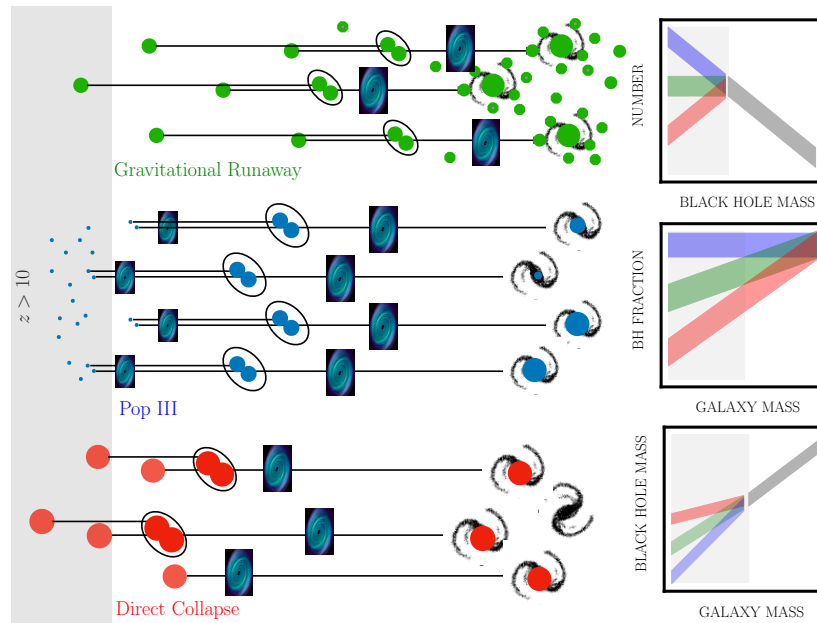 z > 10
Gravitational Runaway
Pop III
Direct Collapse
NUMBER
BLACK HOLE MASS
BH FRACTION
GALAXY MASS
BLACK HOLE MASS
GALAXY MASS